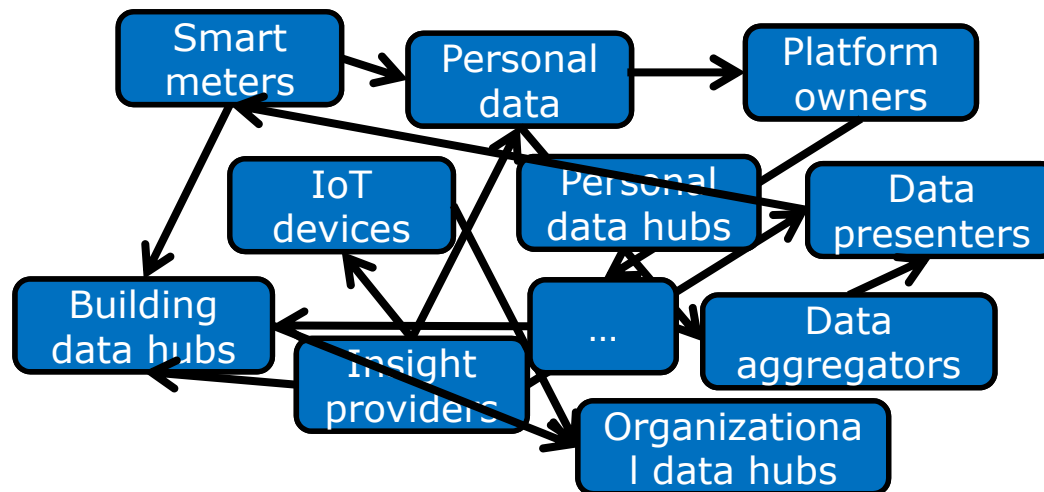 Smart
meters
Personal
data
Platform
owners
IoT
devices
Personal
data hubs
Data
presenters
Building
data hubs
...
Insight
providers
Data
aggregators
Organizationa
l data hubs